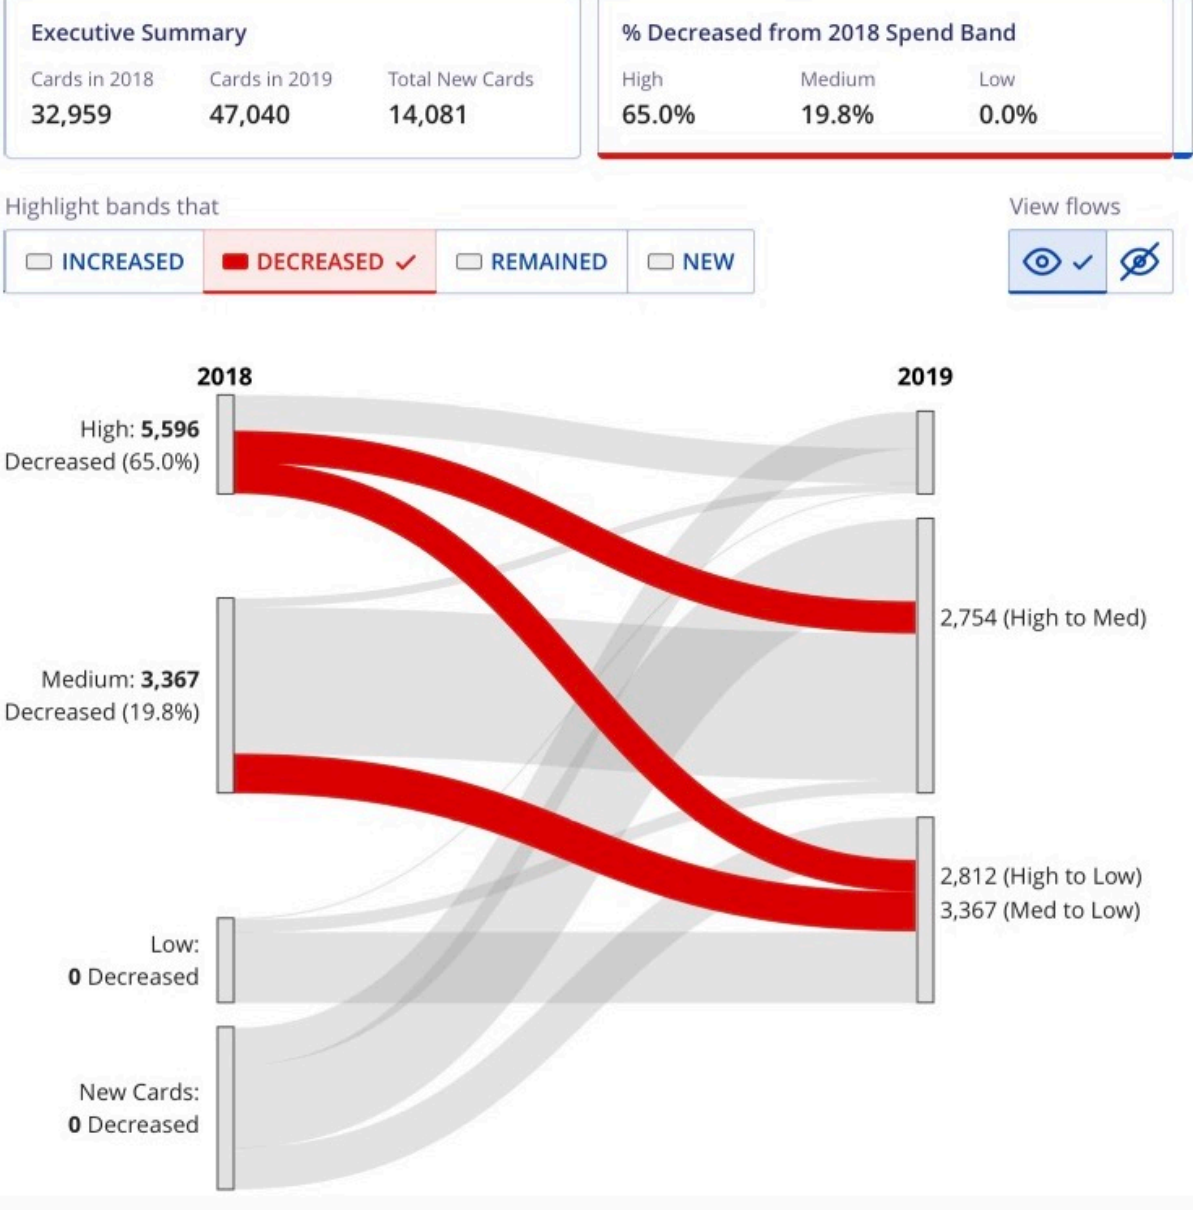 Executive Summary
Cards in 2018 Cards in 2019 Total New Cards
32,959 47,040 14,081
% Decreased from 2018 Spend Band
High Medium Low
65.0% 19.8% 0.0%
Highlight bands that
View flows
INCREASED DECREASED REMAINED NEW
2018
2019
High: 5,596
Decreased (65.0%)
2,754 (High to Med)
Medium: 3,367
Decreased (19.8%)
2,812 (High to Low)
3,367 (Med to Low)
Low:
0 Decreased
New Cards:
0 Decreased